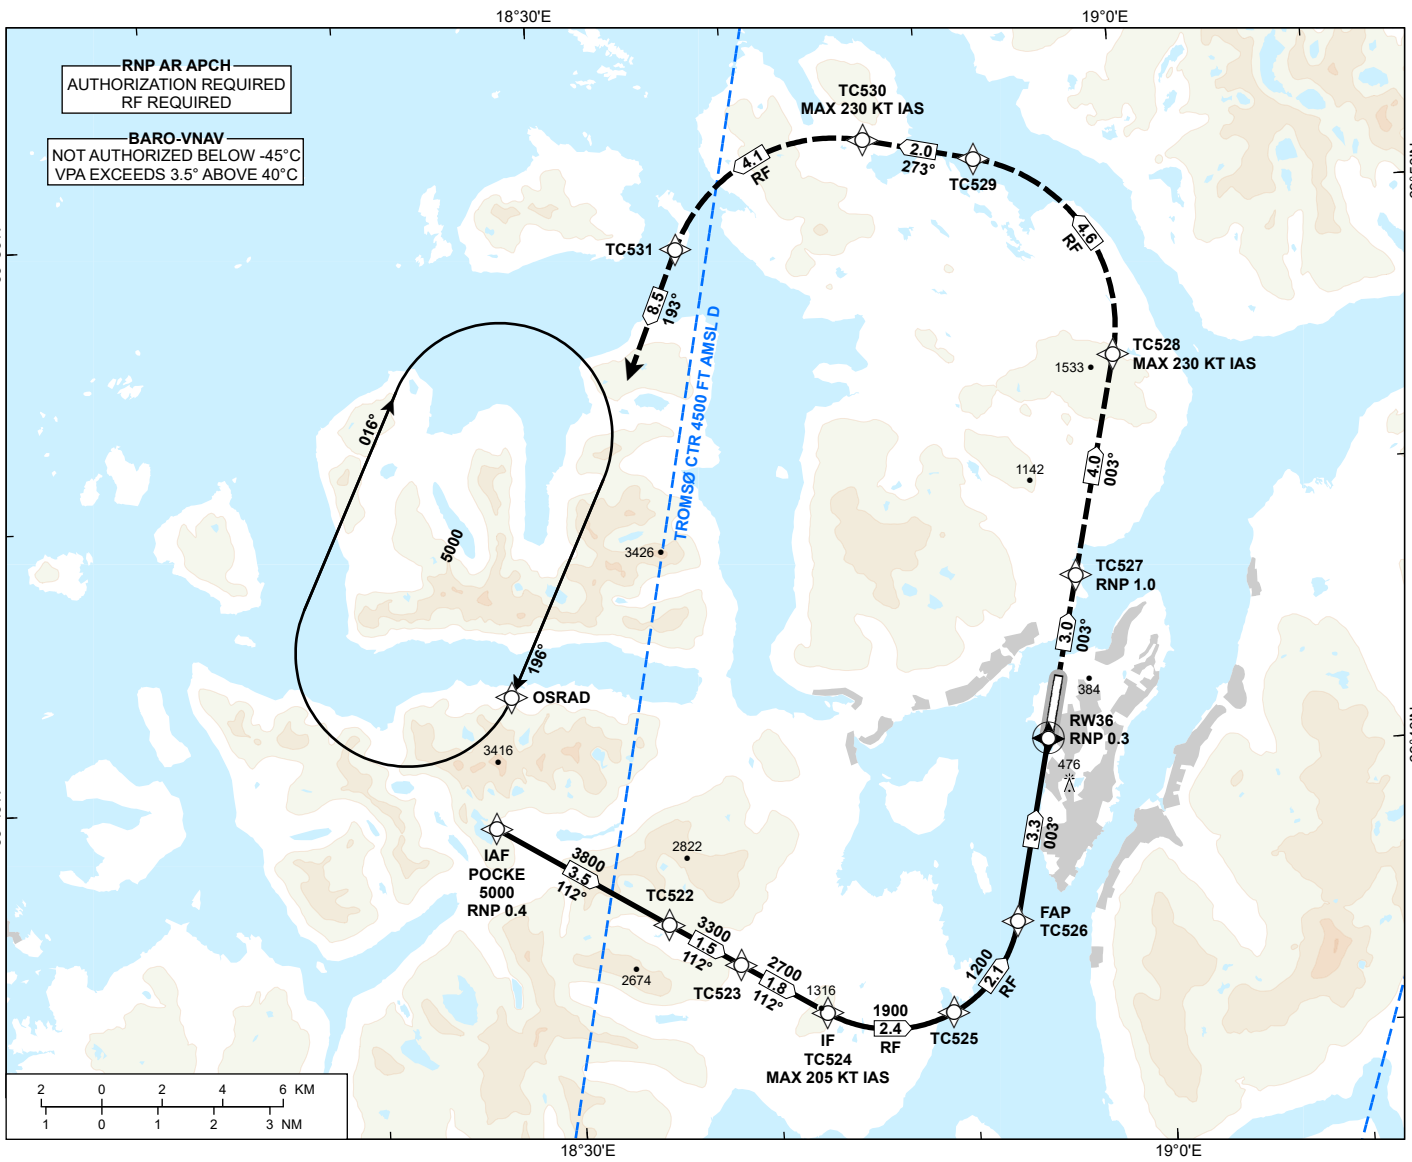 18°30'E
19°0'E
RNP AR APCH
AUTHORIZATION REQUIRED
RF REQUIRED
BARO-VNAV
NOT AUTHORIZED BELOW -45°C
VPA EXCEEDS 3.5° ABOVE 40°C
TC530
MAX 230 KT IAS
4.1
RF
2.0
273°
TC529
4.6
RF
TC531
8.5
193°
TROMSØ CTR 4500 FT AMSL D
TC528
MAX 230 KT IAS
1533
016°
4.0
003°
1142
5000
3426
TC527
RNP 1.0
3.0
003°
196°
OSRAD
384
RW36
RNP 0.3
3416
476
IAF
POCKE
5000
RNP 0.4
3800
3.5
112°
2822
3.3
003°
TC522
3300
1.5
112°
FAP
TC526
2674
TC523
2700
1.8
112°
1316
1200
2.1
RF
1900
2.4
RF
TC525
IF
TC524
MAX 205 KT IAS
2 0 2 4 6 KM
1 0 1 2 3 NM
18°30'E
19°0'E